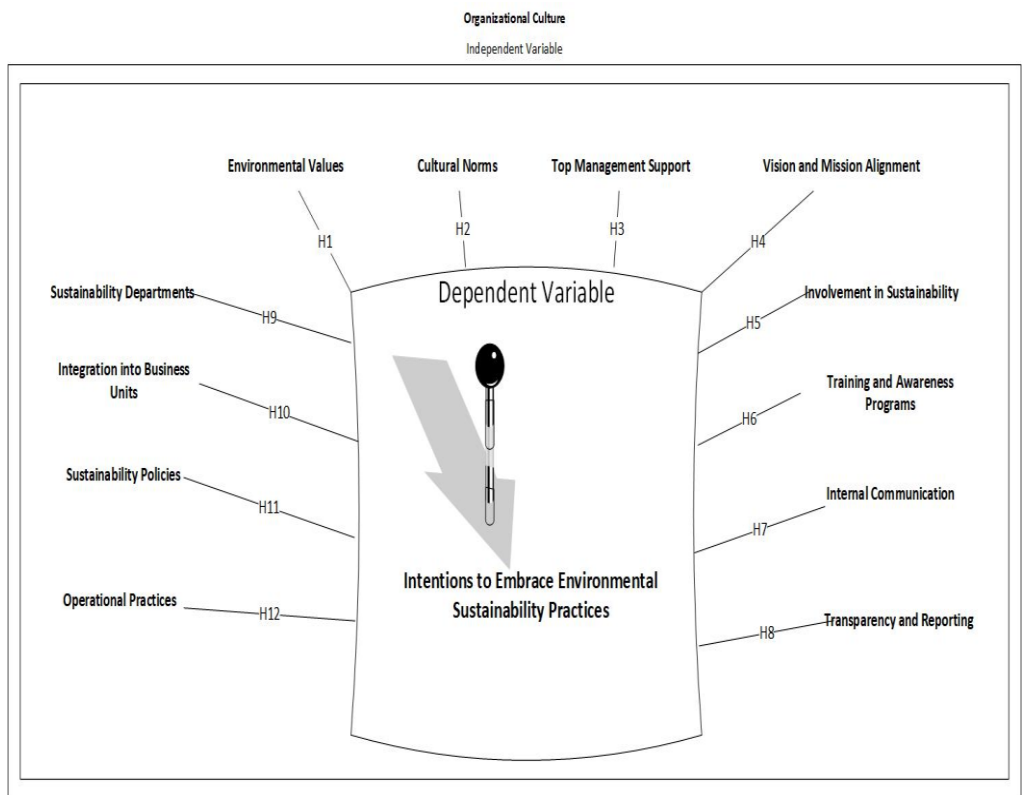 Organizational Culture
Independent Variable
Environmental Values
Cultural Norms
Top Management Support
Vision and Mission Alignment
H1
H2
H3
H4
Dependent Variable
Sustainability Departments
H9
Involvement in Sustainability
H5
Integration into Business
Units
H10
Training and Awareness
Programs
H6
Sustainability Policies
H11
Internal Communication
H7
Intentions to Embrace Environmental
Sustainability Practices
Operational Practices
H12
Transparency and Reporting
H8